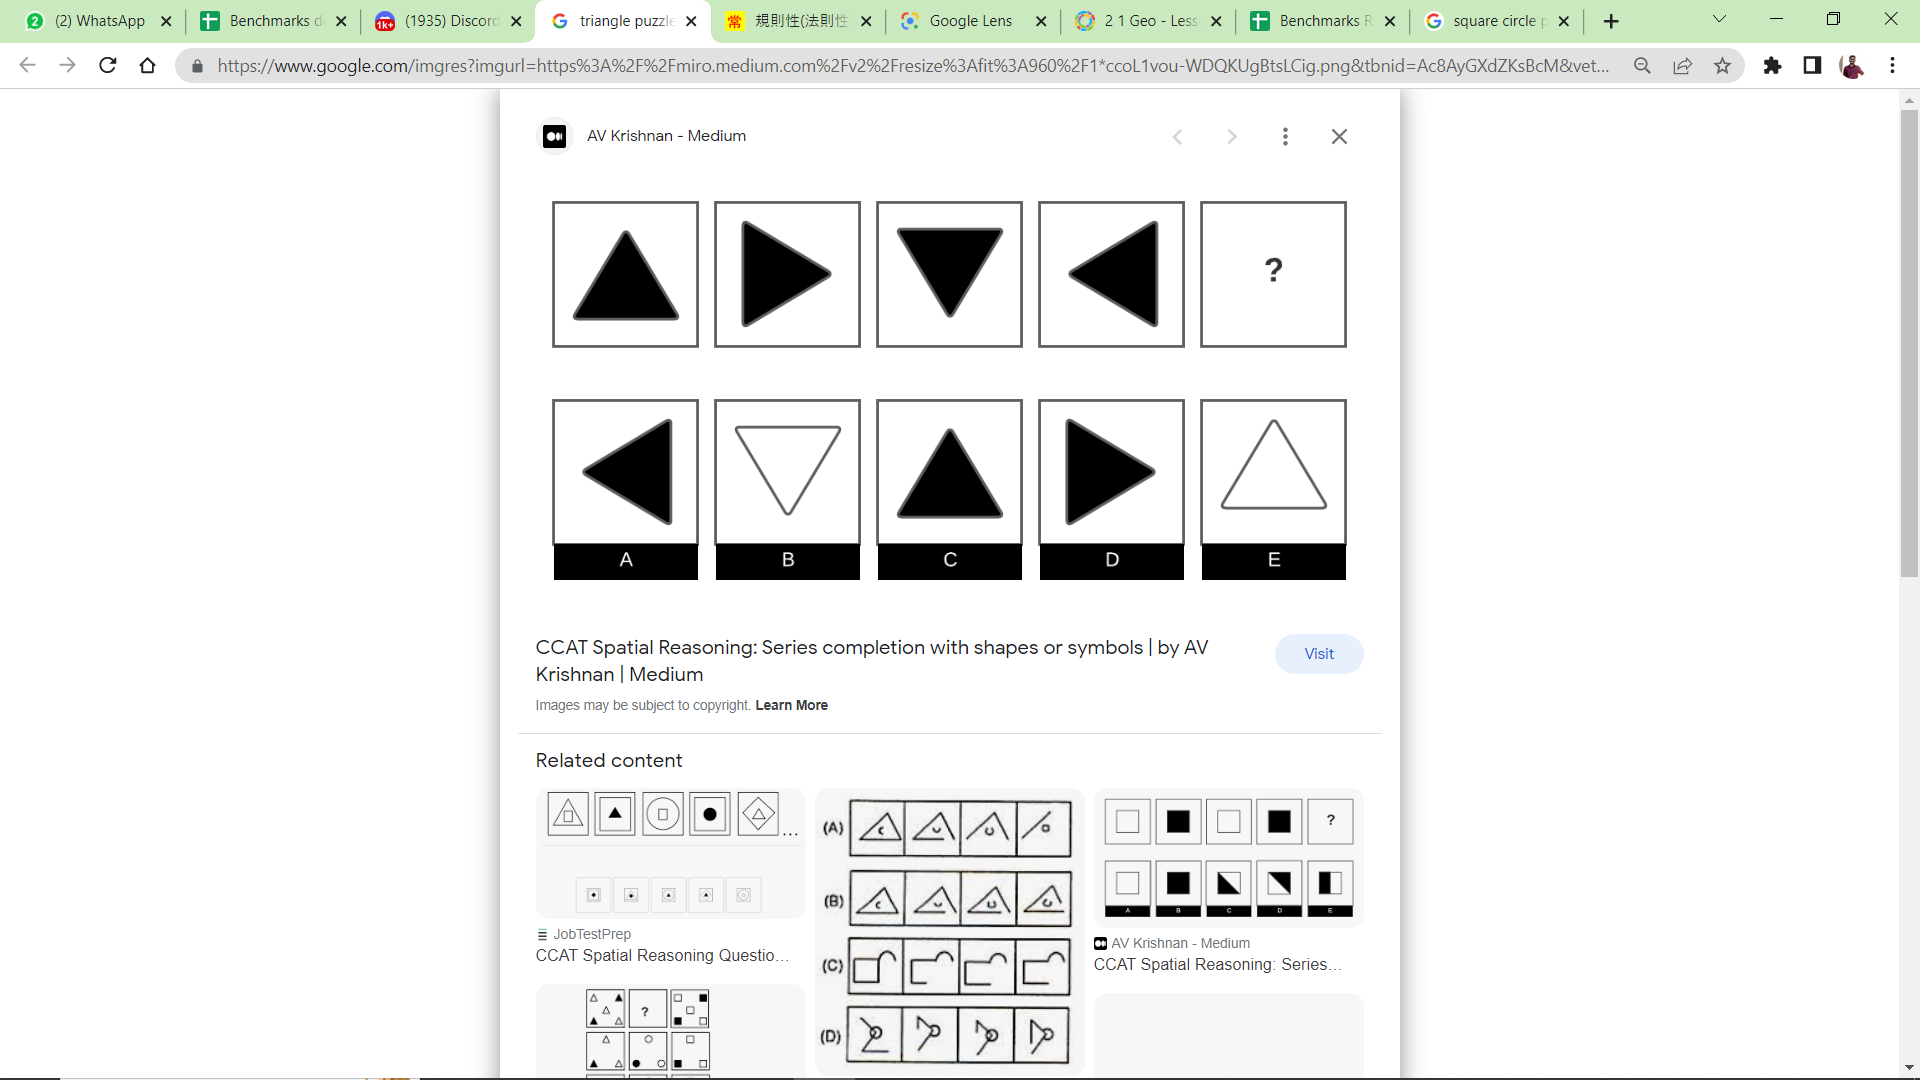 (2) WhatsApp
Benchmarks d
(1935) Discord
triangle puzzle
規則性(法則性
Google Lens
2 1 Geo - Less
Benchmarks R
square circle p
https://www.google.com/imgres?imgurl=https%3A%2F%2Fmiro.medium.com%2Fv2%2Fresize%3Afit%3A960%2F1*ccoL1vou-WDQKUgBtsLCig.png&tbnid=Ac8AyGXdZKsBcM&vet...
AV Krishnan - Medium
?
A B C D E
CCAT Spatial Reasoning: Series completion with shapes or symbols | by AV
Krishnan | Medium
Visit
Images may be subject to copyright. Learn More
Related content
...
JobTestPrep
CCAT Spatial Reasoning Questio...
?
(A)
(B)
(C)
(D)
?
A B C D E
AV Krishnan - Medium
CCAT Spatial Reasoning: Series...